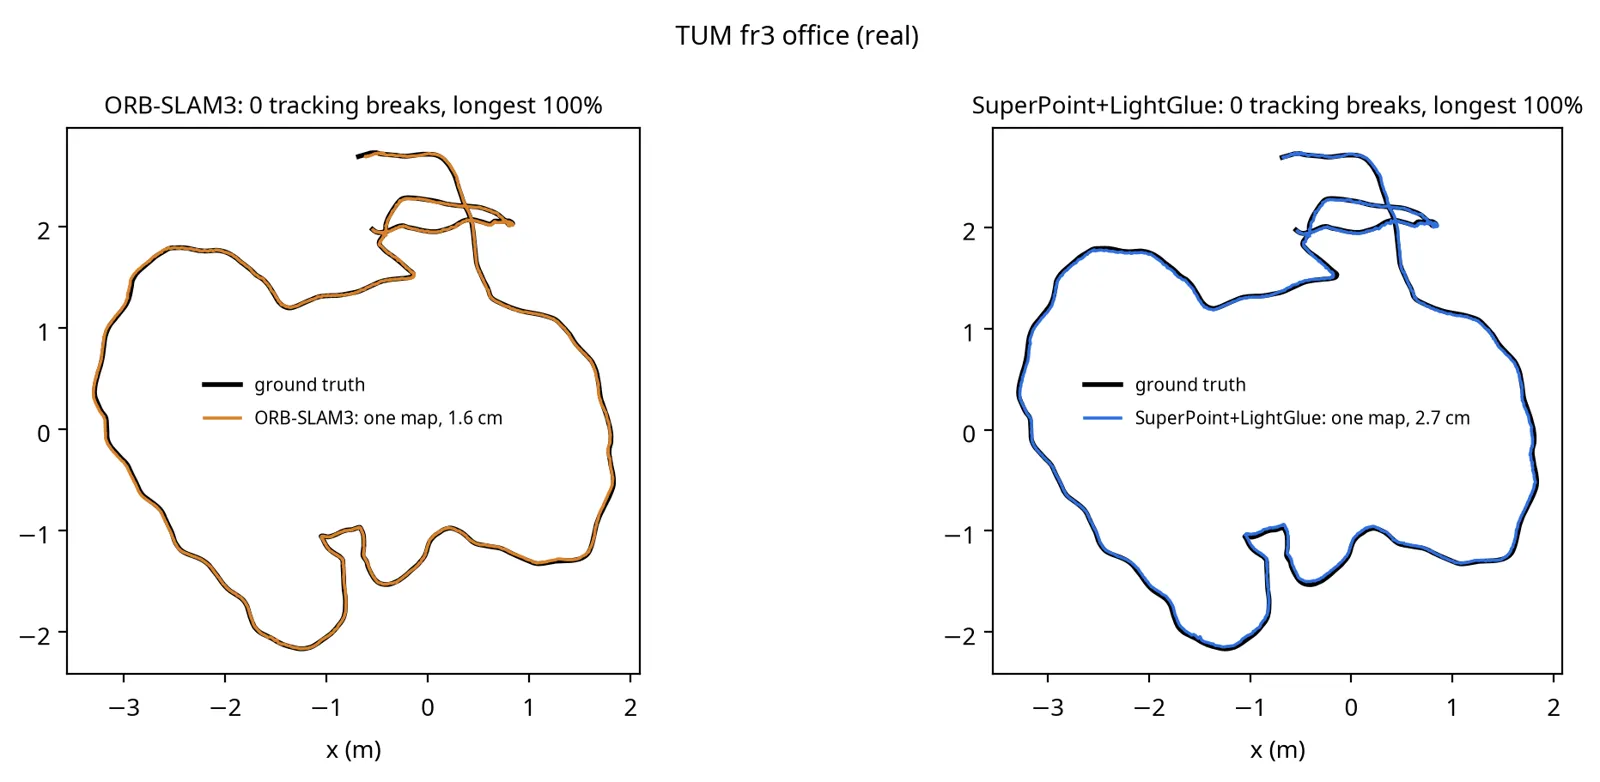 TUM fr3 office (real)
ORB-SLAM3: 0 tracking breaks, longest 100%
2
1
0
−1
−2
ground truth
ORB-SLAM3: one map, 1.6 cm
−3 −2 −1 0 1 2
x (m)
SuperPoint+LightGlue: 0 tracking breaks, longest 100%
2
1
0
−1
−2
ground truth
SuperPoint+LightGlue: one map, 2.7 cm
−3 −2 −1 0 1 2
x (m)